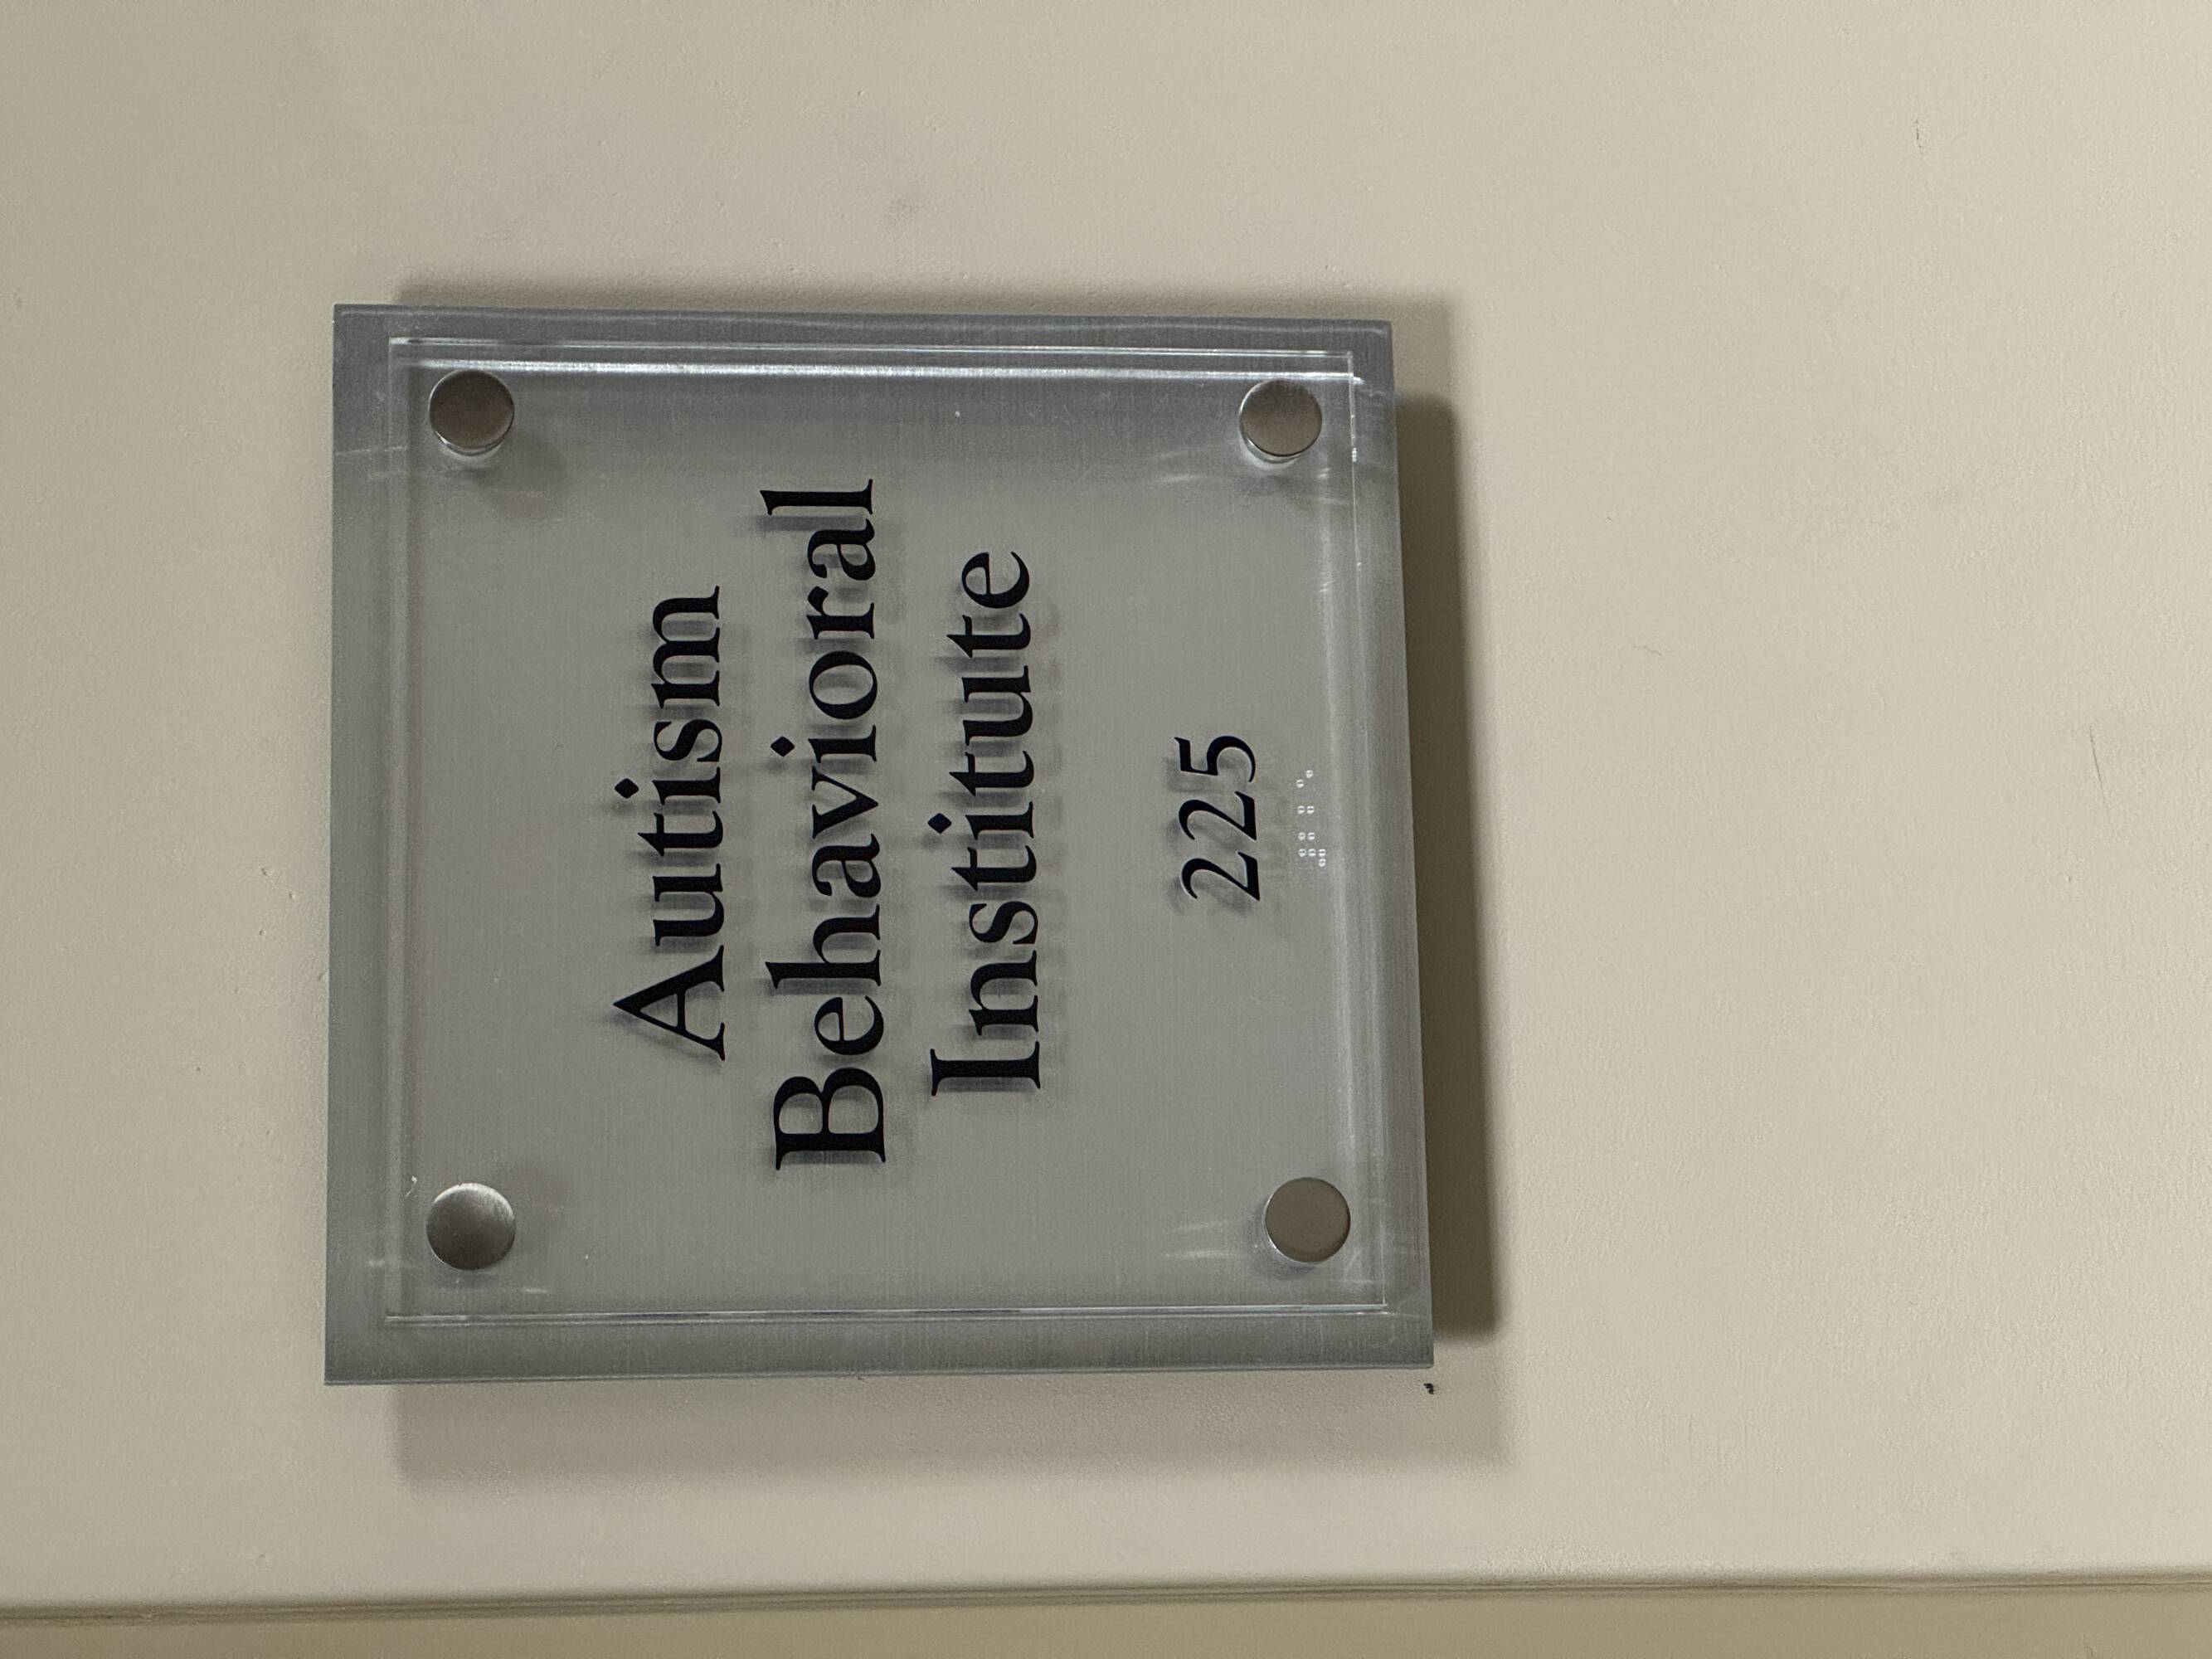 Autism
Behavioral
Institute
225
⠼⠃⠃⠑